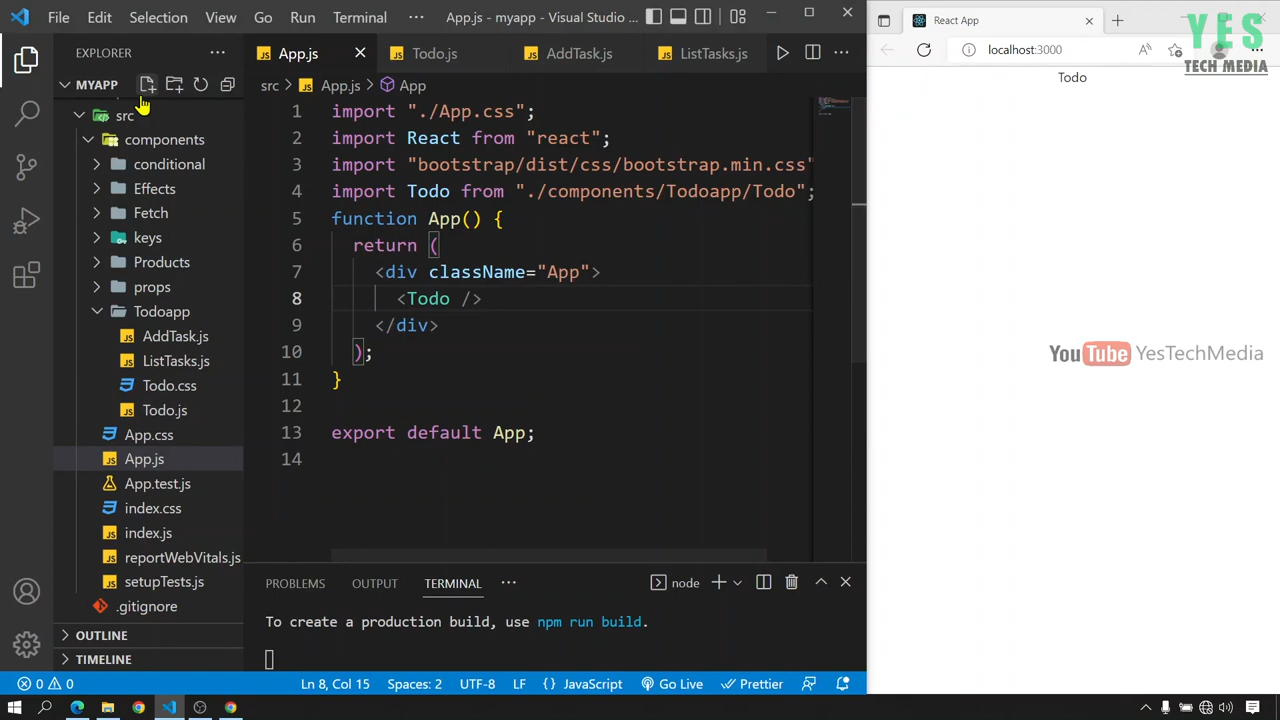 File Edit Selection View Go Run Terminal ··· App.js - myapp - Visual Studio ...
React App
localhost:3000
YES
TECH MEDIA
Todo
YouTube YesTechMedia
EXPLORER ···
MYAPP
src
components
conditional
Effects
Fetch
keys
Products
props
Todoapp
AddTask.js
ListTasks.js
Todo.css
Todo.js
App.css
App.js
App.test.js
index.css
index.js
reportWebVitals.js
setupTests.js
.gitignore
OUTLINE
TIMELINE
App.js Todo.js AddTask.js ListTasks.js
src > App.js > App
1 import "./App.css";
2 import React from "react";
3 import "bootstrap/dist/css/bootstrap.min.css"
4 import Todo from "./components/Todoapp/Todo";
5 function App() {
6 return (
7 <div className="App">
8 <Todo />
9 </div>
10 );
11 }
12
13 export default App;
14
PROBLEMS OUTPUT TERMINAL ··· node
To create a production build, use npm run build.
0 0 Ln 8, Col 15 Spaces: 2 UTF-8 LF {} JavaScript Go Live Prettier